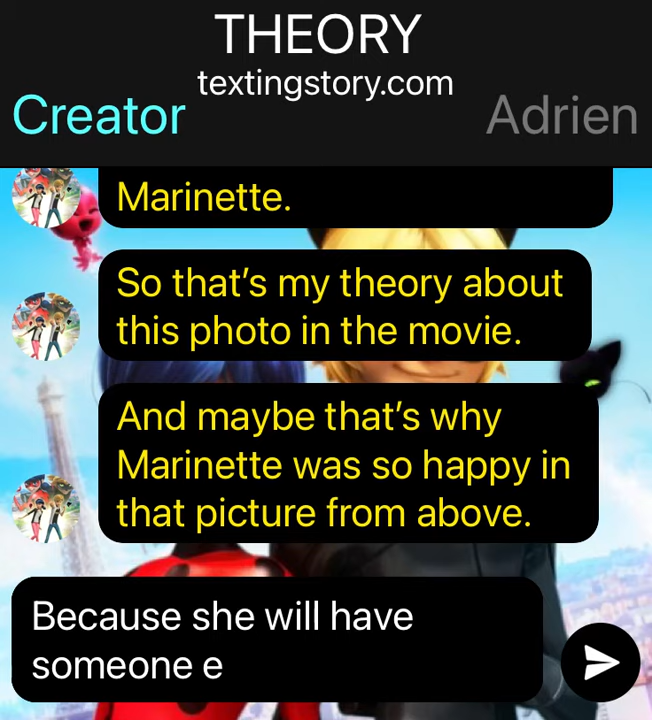 THEORY
textingstory.com
Creator
Adrien
Marinette.
So that’s my theory about
this photo in the movie.
And maybe that’s why
Marinette was so happy in
that picture from above.
Because she will have
someone e